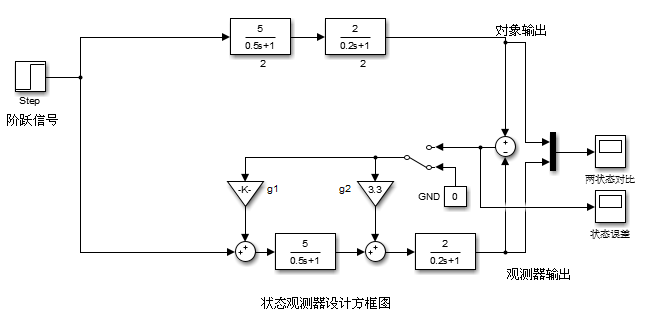 对象输出
5
0.5s+1
2
2
0.2s+1
2
Step
阶跃信号
+
−
两状态对比
-K-
g1
g2
3.3
GND
0
状态误差
+
+
5
0.5s+1
+
+
2
0.2s+1
观测器输出
状态观测器设计方框图